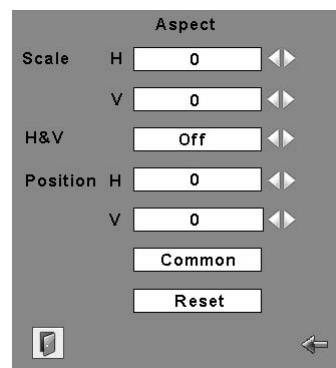 Aspect
Scale H 0
V 0
H&V Off
Position H 0
V 0
Common
Reset